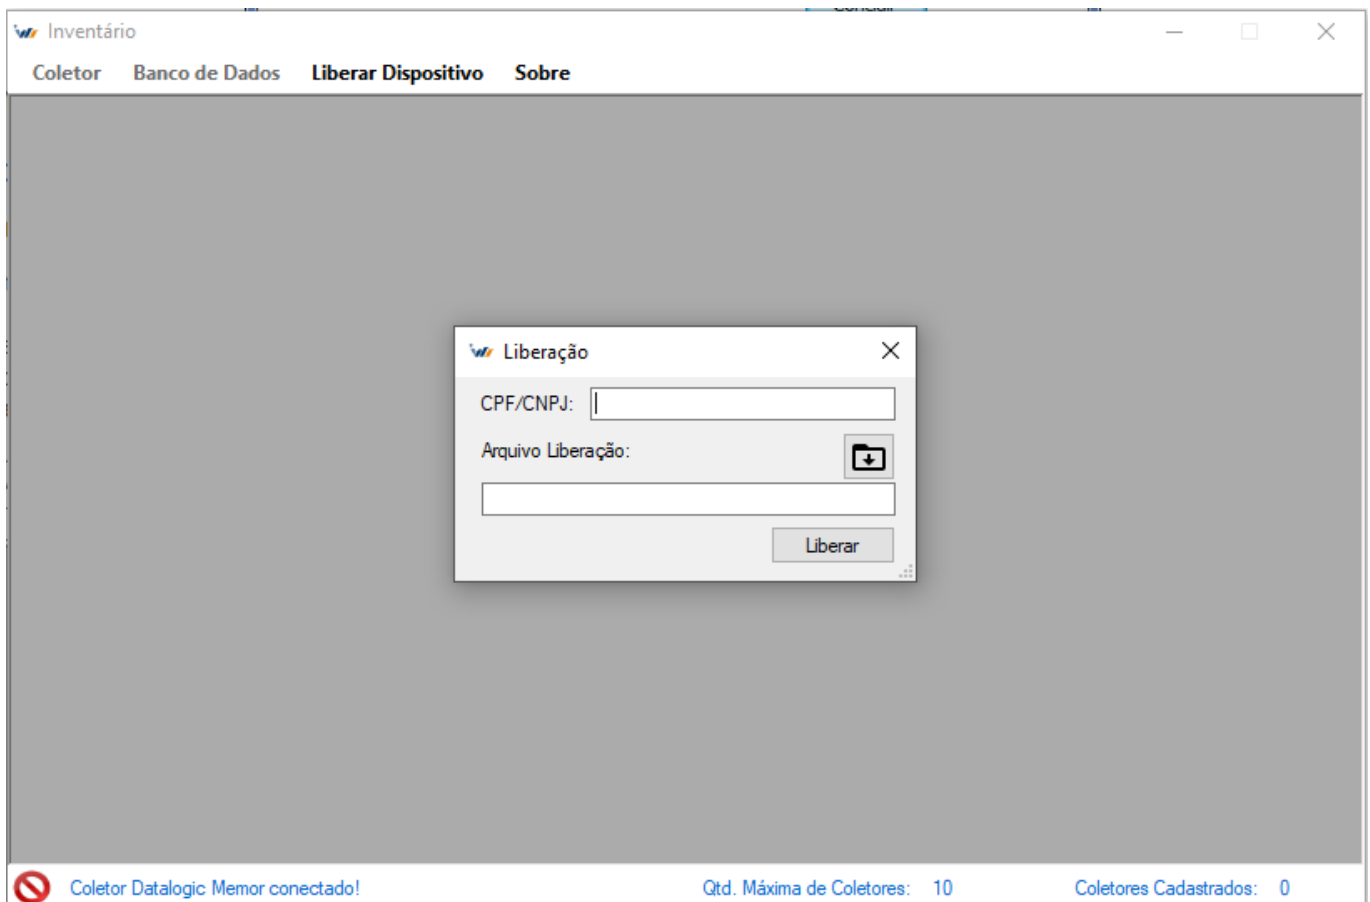 Inventário
Coletor Banco de Dados Liberar Dispositivo Sobre
Liberação
CPF/CNPJ:
Arquivo Liberação:
Liberar
Coletor Datalogic Memor conectado! Qtd. Máxima de Coletores: 10 Coletores Cadastrados: 0